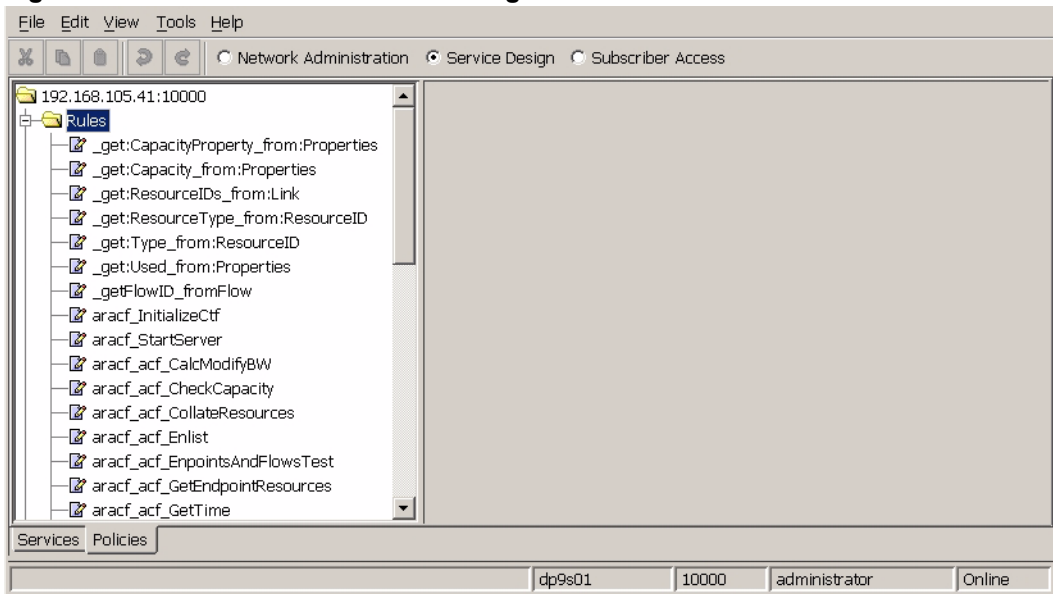 File Edit View Tools Help
Network Administration Service Design Subscriber Access
192.168.105.41:10000
Rules
_get:CapacityProperty_from:Properties
_get:Capacity_from:Properties
_get:ResourceIDs_from:Link
_get:ResourceType_from:ResourceID
_get:Type_from:ResourceID
_get:Used_from:Properties
_getFlowID_fromFlow
aracf_InitializeCtf
aracf_StartServer
aracf_acf_CalcModifyBW
aracf_acf_CheckCapacity
aracf_acf_CollateResources
aracf_acf_Enlist
aracf_acf_EnpointsAndFlowsTest
aracf_acf_GetEndpointResources
aracf_acf_GetTime
Services Policies
dp9s01 10000 administrator Online